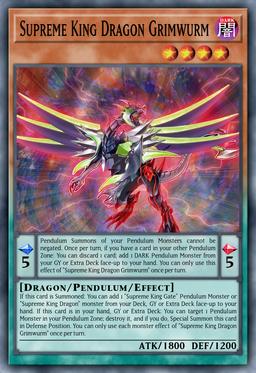 SUPREME KING DRAGON GRIMWURM
DARK
闇
Pendulum Summons of your Pendulum Monsters cannot be
negated. Once per turn, if you have a card in your other Pendulum
Zone: You can discard 1 card; add 1 DARK Pendulum Monster from
your GY or Extra Deck face-up to your hand. You can only use this
effect of "Supreme King Dragon Grimwurm" once per turn.
5
5
[DRAGON/PENDULUM/EFFECT]
If this card is Summoned: You can add 1 "Supreme King Gate" Pendulum Monster or
"Supreme King Dragon" monster from your Deck, GY or Extra Deck face-up to your
hand. If this card is in your hand, GY or Extra Deck: You can target 1 Pendulum
Monster in your Pendulum Zone; destroy it, and if you do, Special Summon this card
in Defense Position. You can only use each monster effect of "Supreme King Dragon
Grimwurm" once per turn.
ATK/1800 DEF/1200